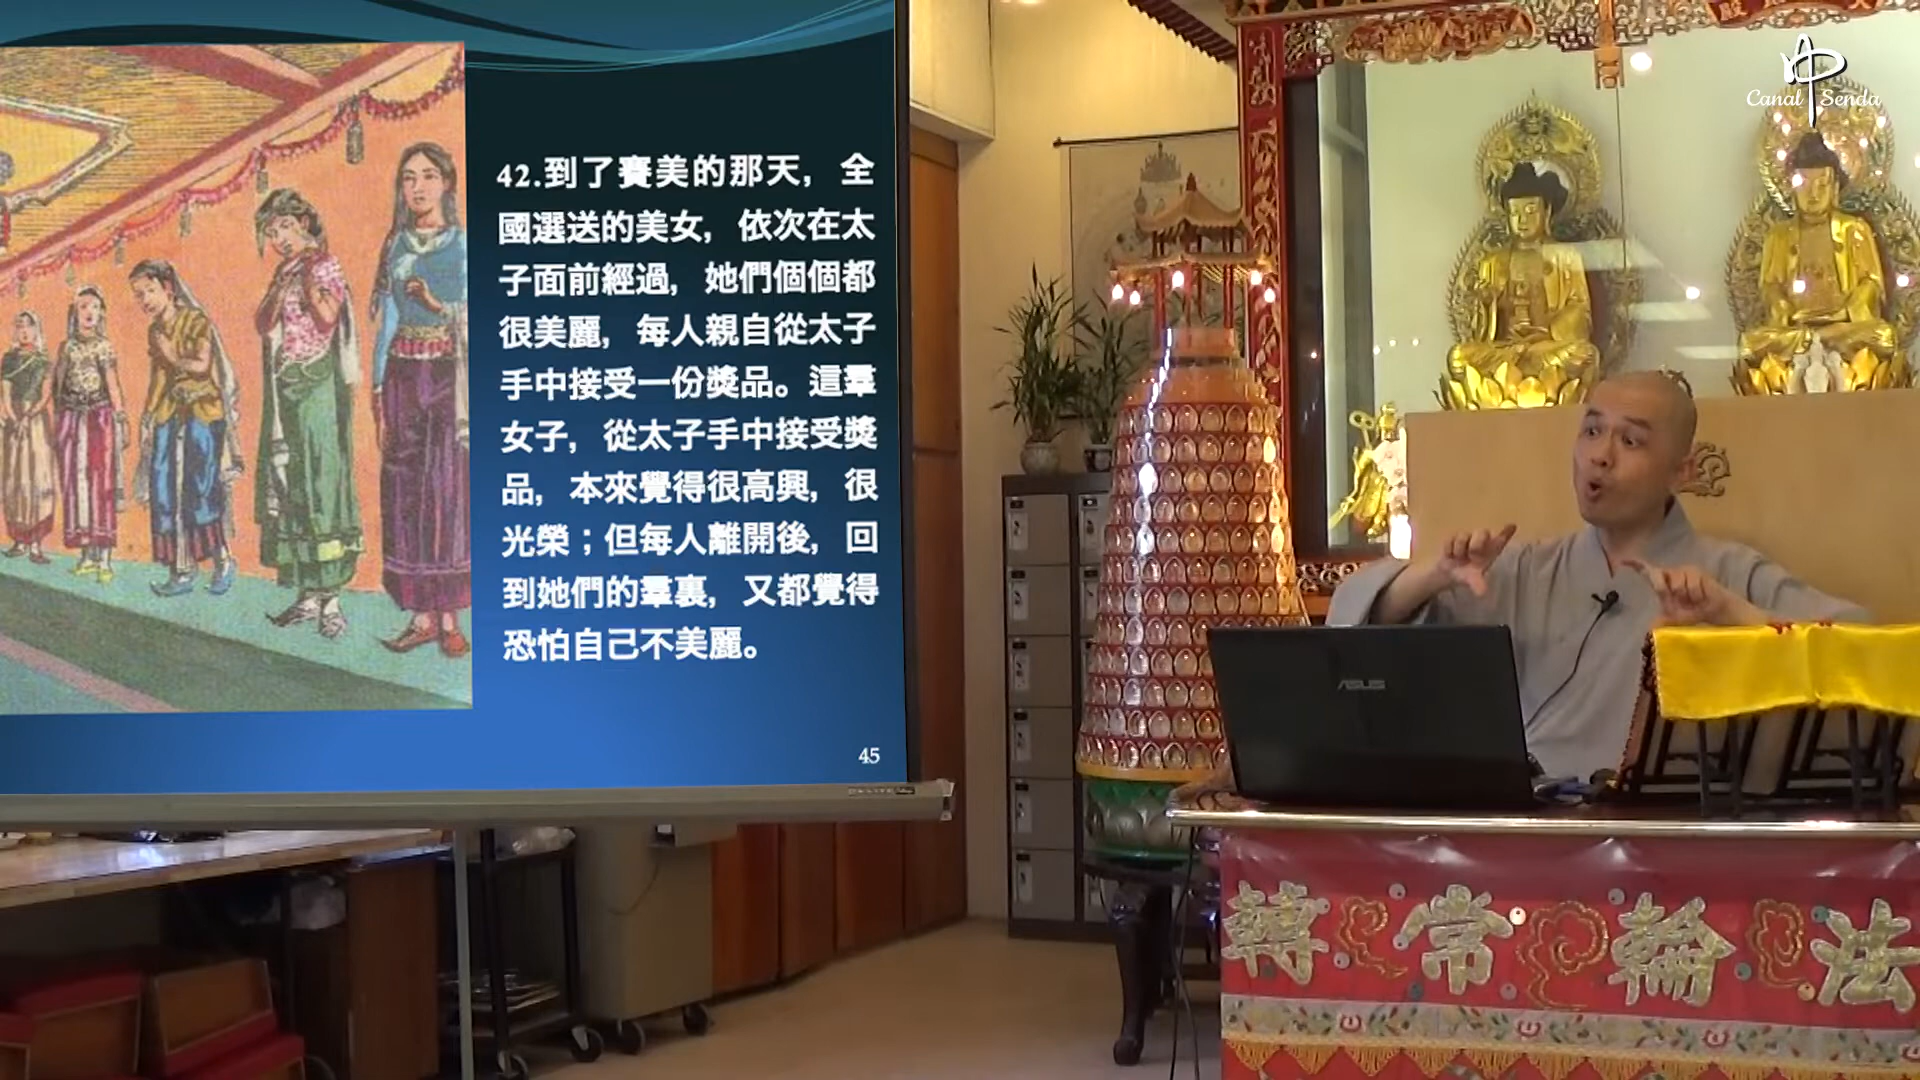 42.到了賽美的那天，全
國選送的美女，依次在太
子面前經過，她們個個都
很美麗，每人親自從太子
手中接受一份獎品。這羣
女子，從太子手中接受獎
品，本來覺得很高興，很
光榮；但每人離開後，回
到她們的羣裏，又都覺得
恐怕自己不美麗。
45
Canal Senda
ASUS
轉常輪法